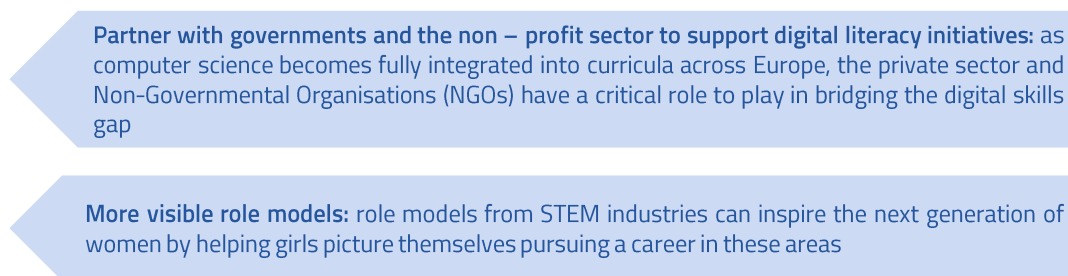 Partner with governments and the non – profit sector to support digital literacy initiatives: as
computer science becomes fully integrated into curricula across Europe, the private sector and
Non-Governmental Organisations (NGOs) have a critical role to play in bridging the digital skills
gap
More visible role models: role models from STEM industries can inspire the next generation of
women by helping girls picture themselves pursuing a career in these areas